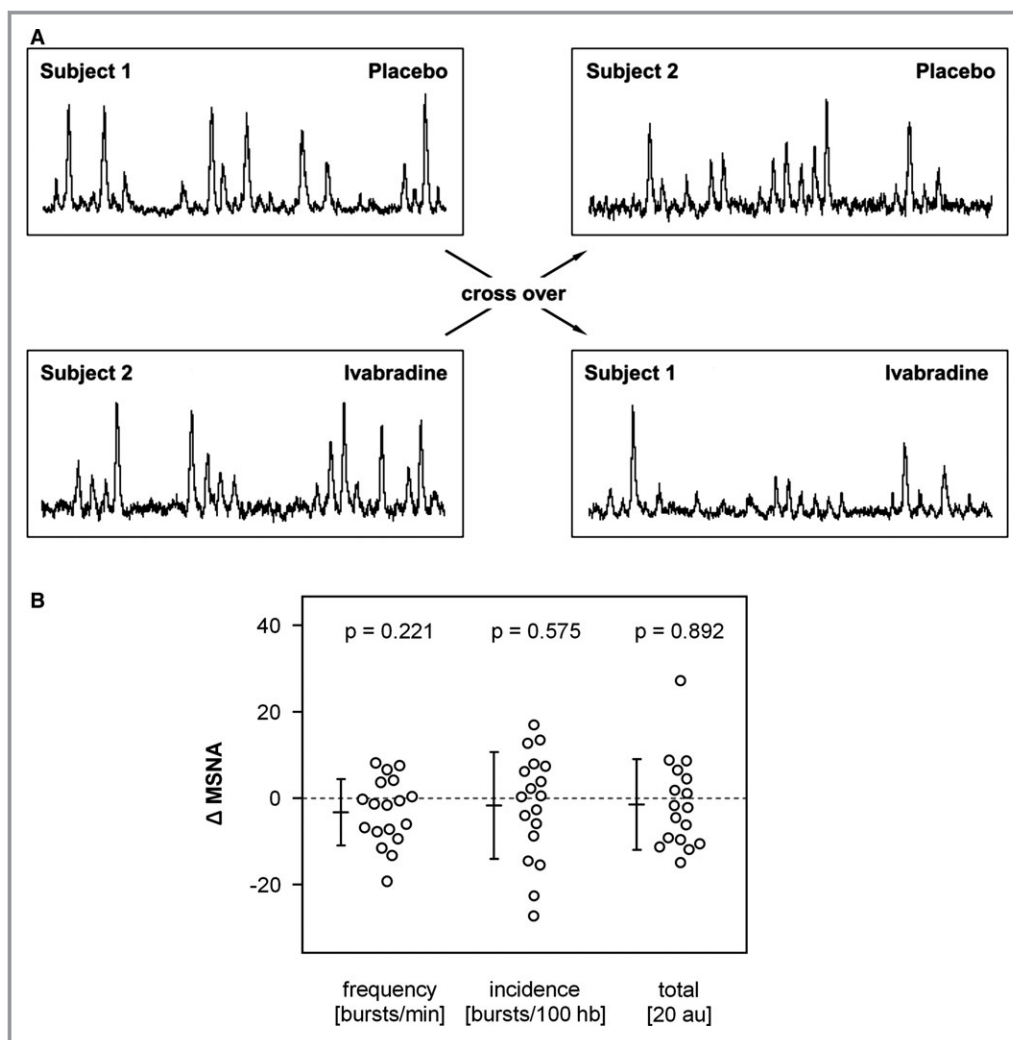 A
Subject 1 Placebo
Subject 2 Placebo
cross over
Subject 2 Ivabradine
Subject 1 Ivabradine
B
40
20
0
-20
Δ MSNA
p = 0.221 p = 0.575 p = 0.892
frequency
[bursts/min]
incidence
[bursts/100 hb]
total
[20 au]